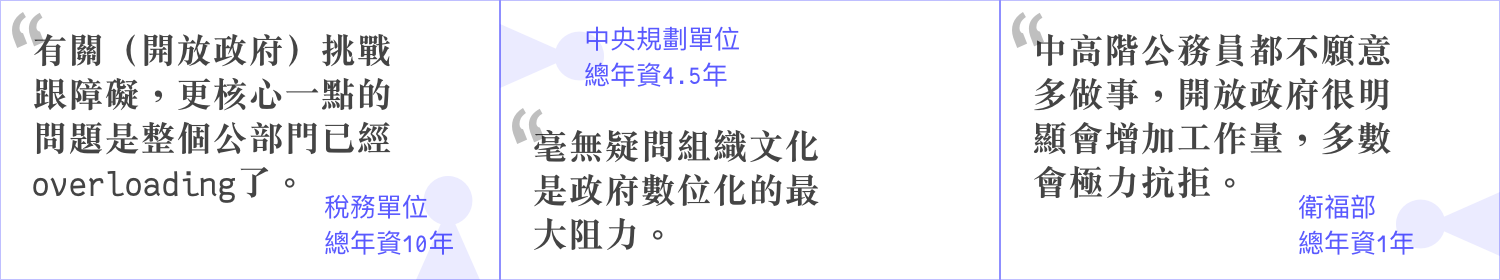 “
有關（開放政府）挑戰
跟障礙，更核心一點的
問題是整個公部門已經
overloading了。
稅務單位
總年資10年
中央規劃單位
總年資4.5年
“
毫無疑問組織文化
是政府數位化的最
大阻力。
“
中高階公務員都不願意
多做事，開放政府很明
顯會增加工作量，多數
會極力抗拒。
衛福部
總年資1年